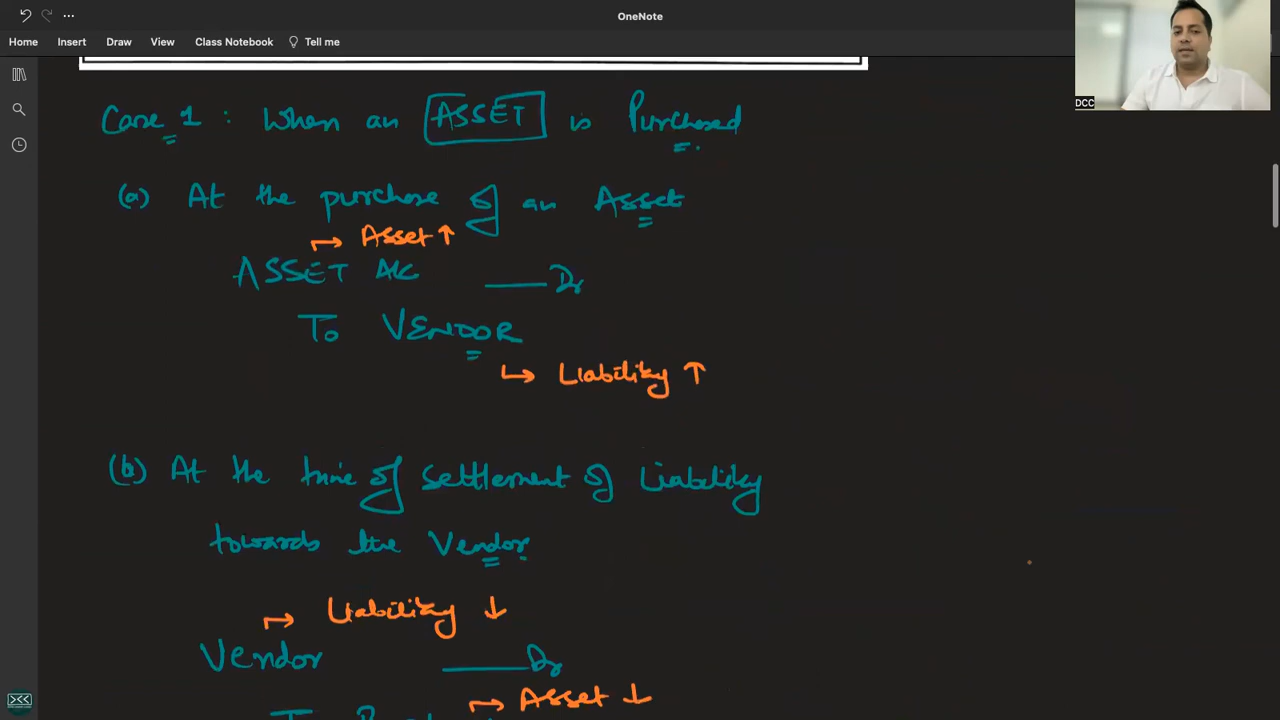 OneNote
Home Insert Draw View Class Notebook Tell me
DCC
Case 1 : When an ASSET is Purchased
(a) At the purchase of an Asset
↦ Asset ↑
ASSET A/C ——Dr
To VENDOR
↳ Liability ↑
(b) At the time of settlement of Liability
towards the Vendor
↦ Liability ↓
Vendor ——Dr
↦ Asset ↓
To